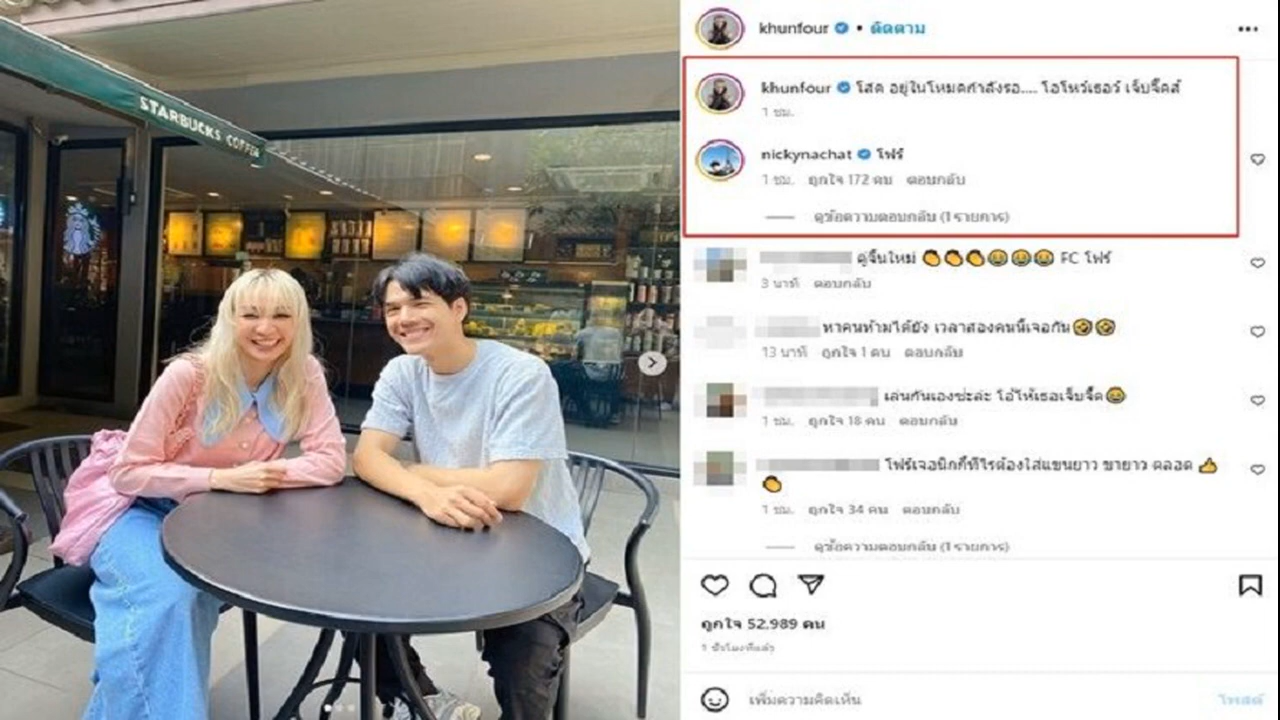 STARBUCKS COFFEE
khunfour • ติดตาม
khunfour โสด อยู่ในโหมดกำลังรอ.... โอโหว์เธอว์ เจ็บจี๊ดส์
1 ชม.
nickynachat โฟร์
1 ชม. ถูกใจ 172 คน ตอบกลับ
ดูข้อความตอบกลับ (1 รายการ)
คู่จิ้นใหม่ 👏👏👏😂😂😂 FC โฟร์
3 นาที ตอบกลับ
หาคนห้ามได้ยัง เวลาสองคนนี้เจอกัน🤣🤣
13 นาที ถูกใจ 1 คน ตอบกลับ
เล่นกันเองซะล่ะ โอ๋ให้เธอเจ็บจี๊ด😂
1 ชม. ถูกใจ 18 คน ตอบกลับ
โฟร์เจอนิกกี้ทีไรต้องใส่แขนยาว ขายาว ตลอด 👍
👏
1 ชม. ถูกใจ 34 คน ตอบกลับ
ดูข้อความตอบกลับ (1 รายการ)
ถูกใจ 52,989 คน
1 ชั่วโมงที่แล้ว
เพิ่มความคิดเห็น
โพสต์